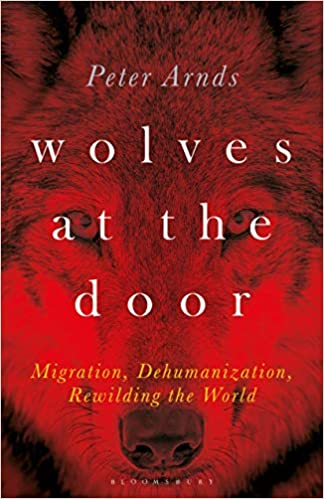 Peter Arnds
wolves
at the
door
Migration, Dehumanization,
Rewilding the World
BLOOMSBURY